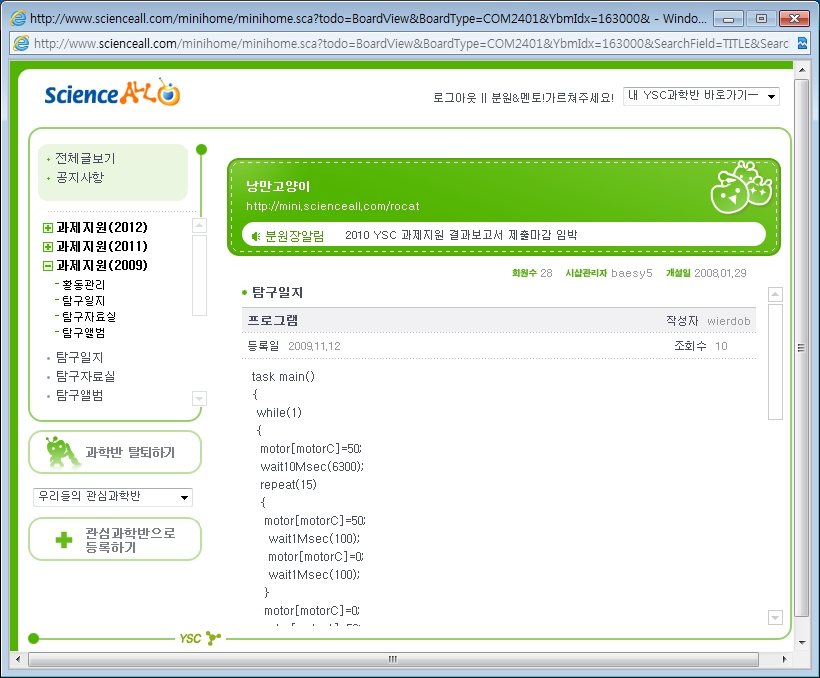 http://www.scienceall.com/minihome/minihome.sca?todo=BoardView&BoardType=COM2401&YbmIdx=163000& - Windo...
http://www.scienceall.com/minihome/minihome.sca?todo=BoardView&BoardType=COM2401&YbmIdx=163000&SearchField=TITLE&Searc
Science ALL
로그아웃 || 분원&멘토!가르쳐주세요!
내 YSC과학반 바로가기ㅡ
전체글보기
공지사항
과제지원(2012)
과제지원(2011)
과제지원(2009)
활동관리
탐구일지
탐구자료실
탐구앨범
탐구일지
탐구자료실
탐구앨범
과학반 탈퇴하기
우리들의 관심과학반
관심과학반으로
등록하기
낭만고양이
http://mini.scienceall.com/rocat
분원장알림 2010 YSC 과제지원 결과보고서 제출마감 임박
회원수 28 시샵관리자 baesy5 개설일 2008.01.29
탐구일지
프로그램 작성자 wierdob
등록일 2009.11.12 조회수 10
task main()
{
while(1)
{
motor[motorC]=50;
wait10Msec(6300);
repeat(15)
{
motor[motorC]=50;
wait1Msec(100);
motor[motorC]=0;
wait1Msec(100);
}
motor[motorC]=0;
YSC